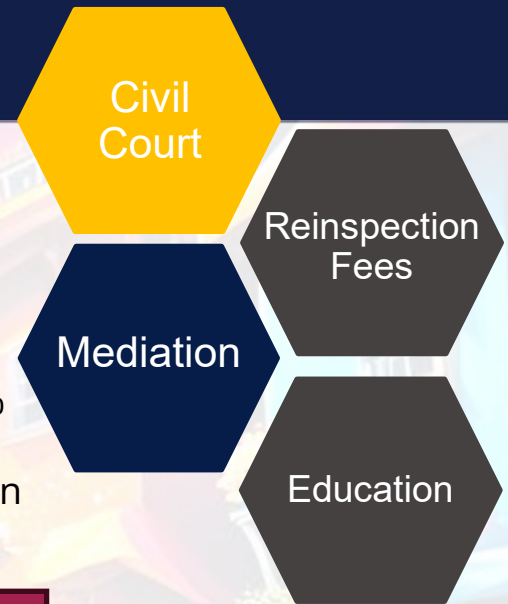 Civil
Court
Reinspection
Fees
Mediation
Education